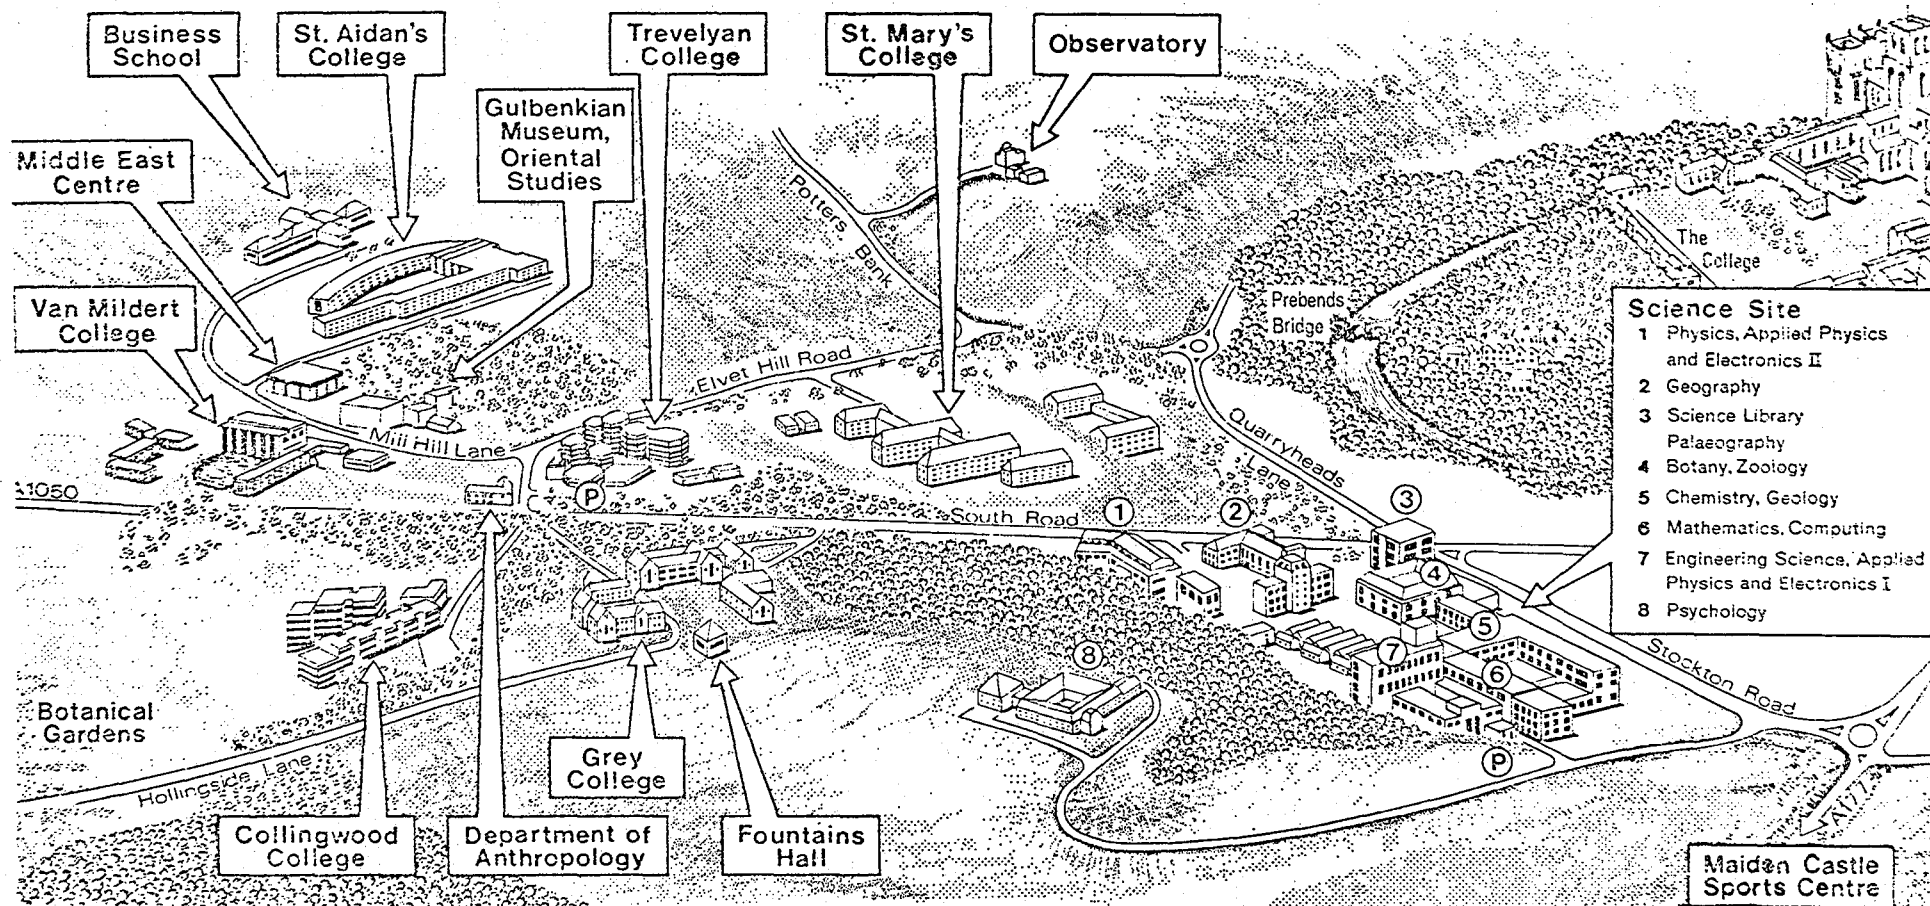 Business
School
St. Aidan's
College
Trevelyan
College
St. Mary's
College
Observatory
Gulbenkian
Museum,
Oriental
Studies
Middle East
Centre
Van Mildert
College
Potters Bank
The
College
Prebends
Bridge
Elvet Hill Road
Mill Hill Lane
Quarryheads
Lane
A1050
P
South Road
1
2
3
4
5
6
7
8
Science Site
1 Physics, Applied Physics
and Electronics II
2 Geography
3 Science Library
Palaeography
4 Botany, Zoology
5 Chemistry, Geology
6 Mathematics, Computing
7 Engineering Science, Applied
Physics and Electronics I
8 Psychology
Stockton Road
Botanical
Gardens
Hollingside Lane
Grey
College
P
A177
Collingwood
College
Department of
Anthropology
Fountains
Hall
Maiden Castle
Sports Centre